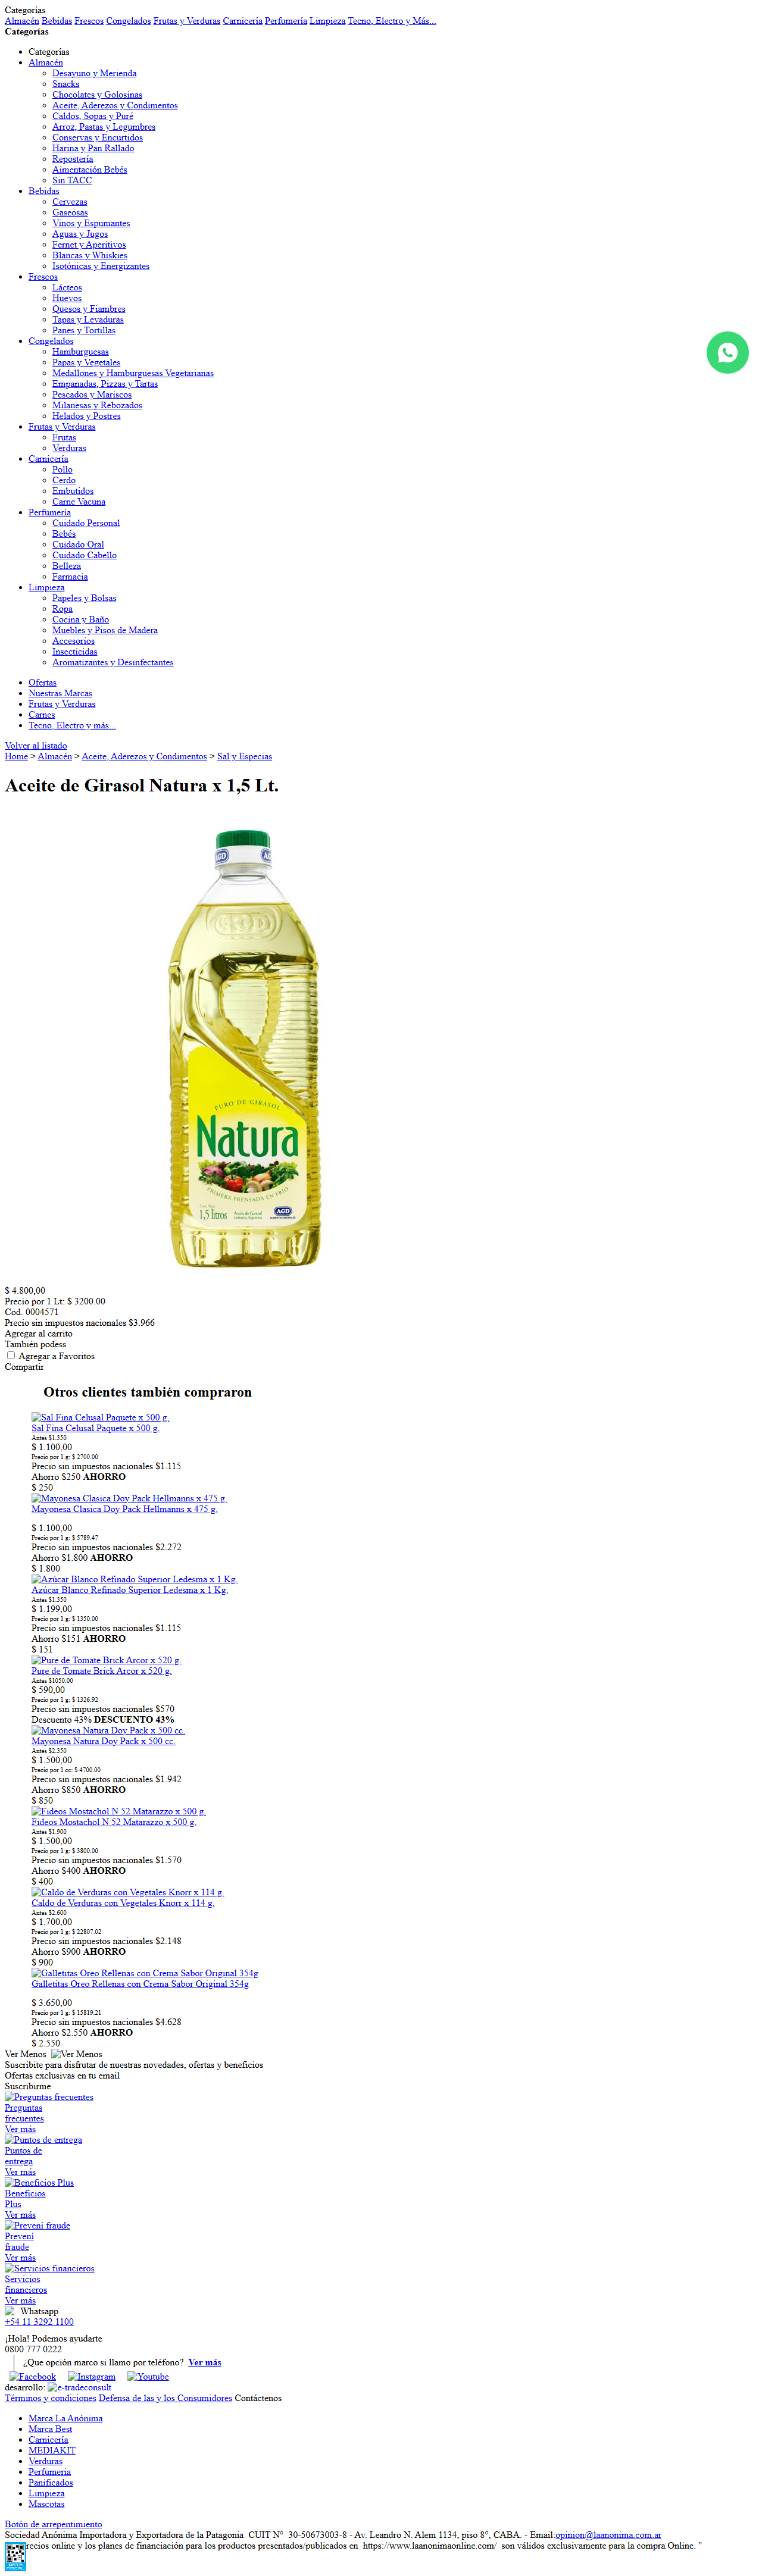 Categorías
Almacén Bebidas Frescos Congelados Frutas y Verduras Carnicería Perfumería Limpieza Tecno, Electro y Más...
Categorías
Categorías
Almacén
Desayuno y Merienda
Snacks
Chocolates y Golosinas
Aceite, Aderezos y Condimentos
Caldos, Sopas y Puré
Arroz, Pastas y Legumbres
Conservas y Encurtidos
Harina y Pan Rallado
Repostería
Aimentación Bebés
Sin TACC
Bebidas
Cervezas
Gaseosas
Vinos y Espumantes
Aguas y Jugos
Fernet y Aperitivos
Blancas y Whiskies
Isotónicas y Energizantes
Frescos
Lácteos
Huevos
Quesos y Fiambres
Tapas y Levaduras
Panes y Tortillas
Congelados
Hamburguesas
Papas y Vegetales
Medallones y Hamburguesas Vegetarianas
Empanadas, Pizzas y Tartas
Pescados y Mariscos
Milanesas y Rebozados
Helados y Postres
Frutas y Verduras
Frutas
Verduras
Carnicería
Pollo
Cerdo
Embutidos
Carne Vacuna
Perfumería
Cuidado Personal
Bebés
Cuidado Oral
Cuidado Cabello
Belleza
Farmacia
Limpieza
Papeles y Bolsas
Ropa
Cocina y Baño
Muebles y Pisos de Madera
Accesorios
Insecticidas
Aromatizantes y Desinfectantes
Ofertas
Nuestras Marcas
Frutas y Verduras
Carnes
Tecno, Electro y más...
Volver al listado
Home > Almacén > Aceite, Aderezos y Condimentos > Sal y Especias
Aceite de Girasol Natura x 1,5 Lt.
AGD
PURO DE GIRASOL
Natura
PRIMERA PRENSADA EN FRÍO
1,5 litros
Aceite de Girasol
AGD
$ 4.800,00
Precio por 1 Lt: $ 3200.00
Cod. 0004571
Precio sin impuestos nacionales $3.966
Agregar al carrito
También podess
Agregar a Favoritos
Compartir
Otros clientes también compraron
Sal Fina Celusal Paquete x 500 g.
Sal Fina Celusal Paquete x 500 g.
Antes $1.350
$ 1.100,00
Precio por 1 g: $ 2700.00
Precio sin impuestos nacionales $1.115
Ahorro $250 AHORRO
$ 250
Mayonesa Clasica Doy Pack Hellmanns x 475 g.
Mayonesa Clasica Doy Pack Hellmanns x 475 g.
$ 1.100,00
Precio por 1 g: $ 5789.47
Precio sin impuestos nacionales $2.272
Ahorro $1.800 AHORRO
$ 1.800
Azúcar Blanco Refinado Superior Ledesma x 1 Kg.
Azúcar Blanco Refinado Superior Ledesma x 1 Kg.
Antes $1.350
$ 1.199,00
Precio por 1 g: $ 1350.00
Precio sin impuestos nacionales $1.115
Ahorro $151 AHORRO
$ 151
Pure de Tomate Brick Arcor x 520 g.
Pure de Tomate Brick Arcor x 520 g.
Antes $1050.00
$ 590,00
Precio por 1 g: $ 1326.92
Precio sin impuestos nacionales $570
Descuento 43% DESCUENTO 43%
Mayonesa Natura Doy Pack x 500 cc.
Mayonesa Natura Doy Pack x 500 cc.
Antes $2.350
$ 1.500,00
Precio por 1 cc: $ 4700.00
Precio sin impuestos nacionales $1.942
Ahorro $850 AHORRO
$ 850
Fideos Mostachol N 52 Matarazzo x 500 g.
Fideos Mostachol N 52 Matarazzo x 500 g.
Antes $1.900
$ 1.500,00
Precio por 1 g: $ 3800.00
Precio sin impuestos nacionales $1.570
Ahorro $400 AHORRO
$ 400
Caldo de Verduras con Vegetales Knorr x 114 g.
Caldo de Verduras con Vegetales Knorr x 114 g.
Antes $2.600
$ 1.700,00
Precio por 1 g: $ 22807.02
Precio sin impuestos nacionales $2.148
Ahorro $900 AHORRO
$ 900
Galletitas Oreo Rellenas con Crema Sabor Original 354g
Galletitas Oreo Rellenas con Crema Sabor Original 354g
$ 3.650,00
Precio por 1 g: $ 15819.21
Precio sin impuestos nacionales $4.628
Ahorro $2.550 AHORRO
$ 2.550
Ver Menos Ver Menos
Suscribite para disfrutar de nuestras novedades, ofertas y beneficios
Ofertas exclusivas en tu email
Suscribirme
Preguntas frecuentes
Preguntas
frecuentes
Ver más
Puntos de entrega
Puntos de
entrega
Ver más
Beneficios Plus
Beneficios
Plus
Ver más
Prevení fraude
Prevení
fraude
Ver más
Servicios financieros
Servicios
financieros
Ver más
Whatsapp
+54 11 3292 1100
¡Hola! Podemos ayudarte
0800 777 0222
¿Que opción marco si llamo por teléfono? Ver más
Facebook Instagram Youtube
desarrollo: e-tradeconsult
Términos y condiciones Defensa de las y los Consumidores Contáctenos
Marca La Anónima
Marca Best
Carnicería
MEDIAKIT
Verduras
Perfumeria
Panificados
Limpieza
Mascotas
Botón de arrepentimiento
Sociedad Anónima Importadora y Exportadora de la Patagonia CUIT N° 30-50673003-8 - Av. Leandro N. Alem 1134, piso 8°, CABA. - Email:opinion@laanonima.com.ar
recios online y los planes de financiación para los productos presentados/publicados en https://www.laanonimaonline.com/ son válidos exclusivamente para la compra Online. "
DATA
FISCAL